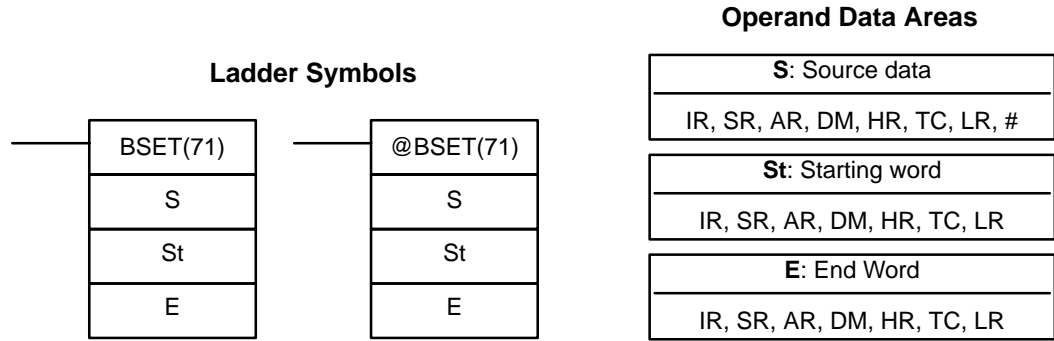 Ladder Symbols
BSET(71)
S
St
E
@BSET(71)
S
St
E
Operand Data Areas
S: Source data
IR, SR, AR, DM, HR, TC, LR, #
St: Starting word
IR, SR, AR, DM, HR, TC, LR
E: End Word
IR, SR, AR, DM, HR, TC, LR